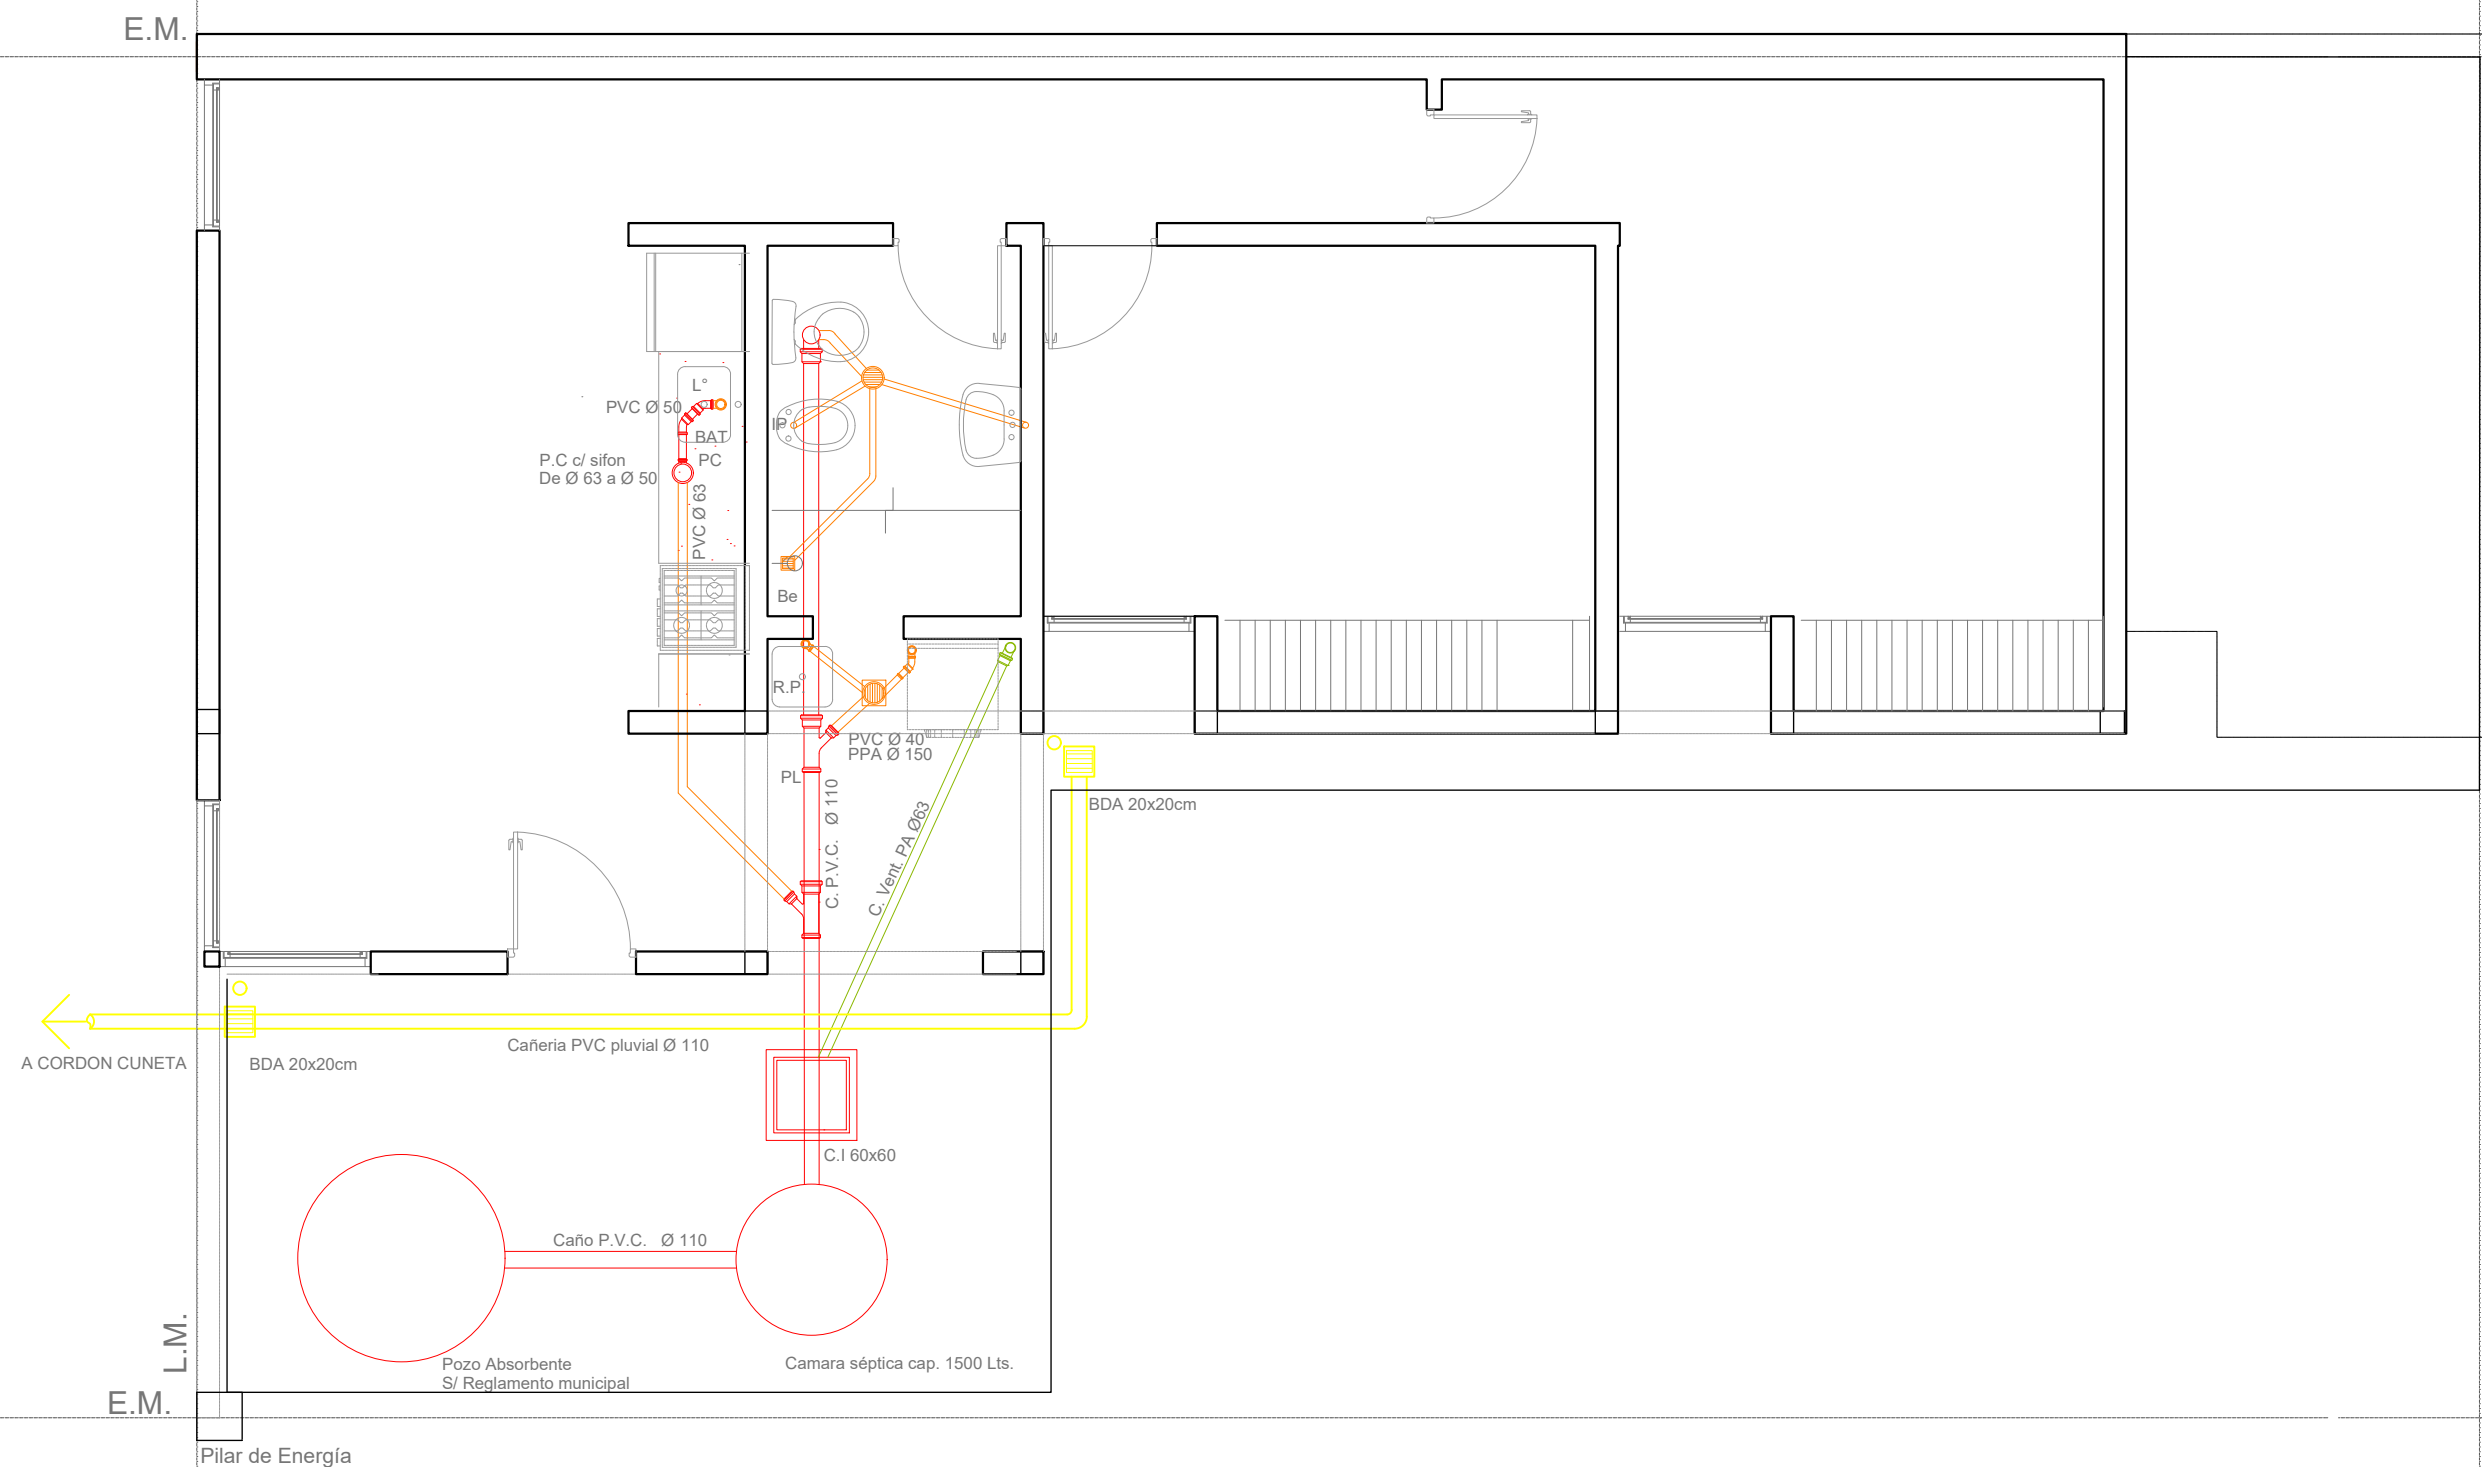 E.M.
L°
PVC Ø 50
BAT
PC
P.C c/ sifon
De Ø 63 a Ø 50
PVC Ø 63
IP
Be
R.P.
PVC Ø 40
PPA Ø 150
PL
C. P.V.C. Ø 110
C. Vent. PA Ø63
BDA 20x20cm
Cañeria PVC pluvial Ø 110
A CORDON CUNETA
BDA 20x20cm
C.I 60x60
Caño P.V.C. Ø 110
L.M.
Pozo Absorbente
S/ Reglamento municipal
Camara séptica cap. 1500 Lts.
E.M.
Pilar de Energía